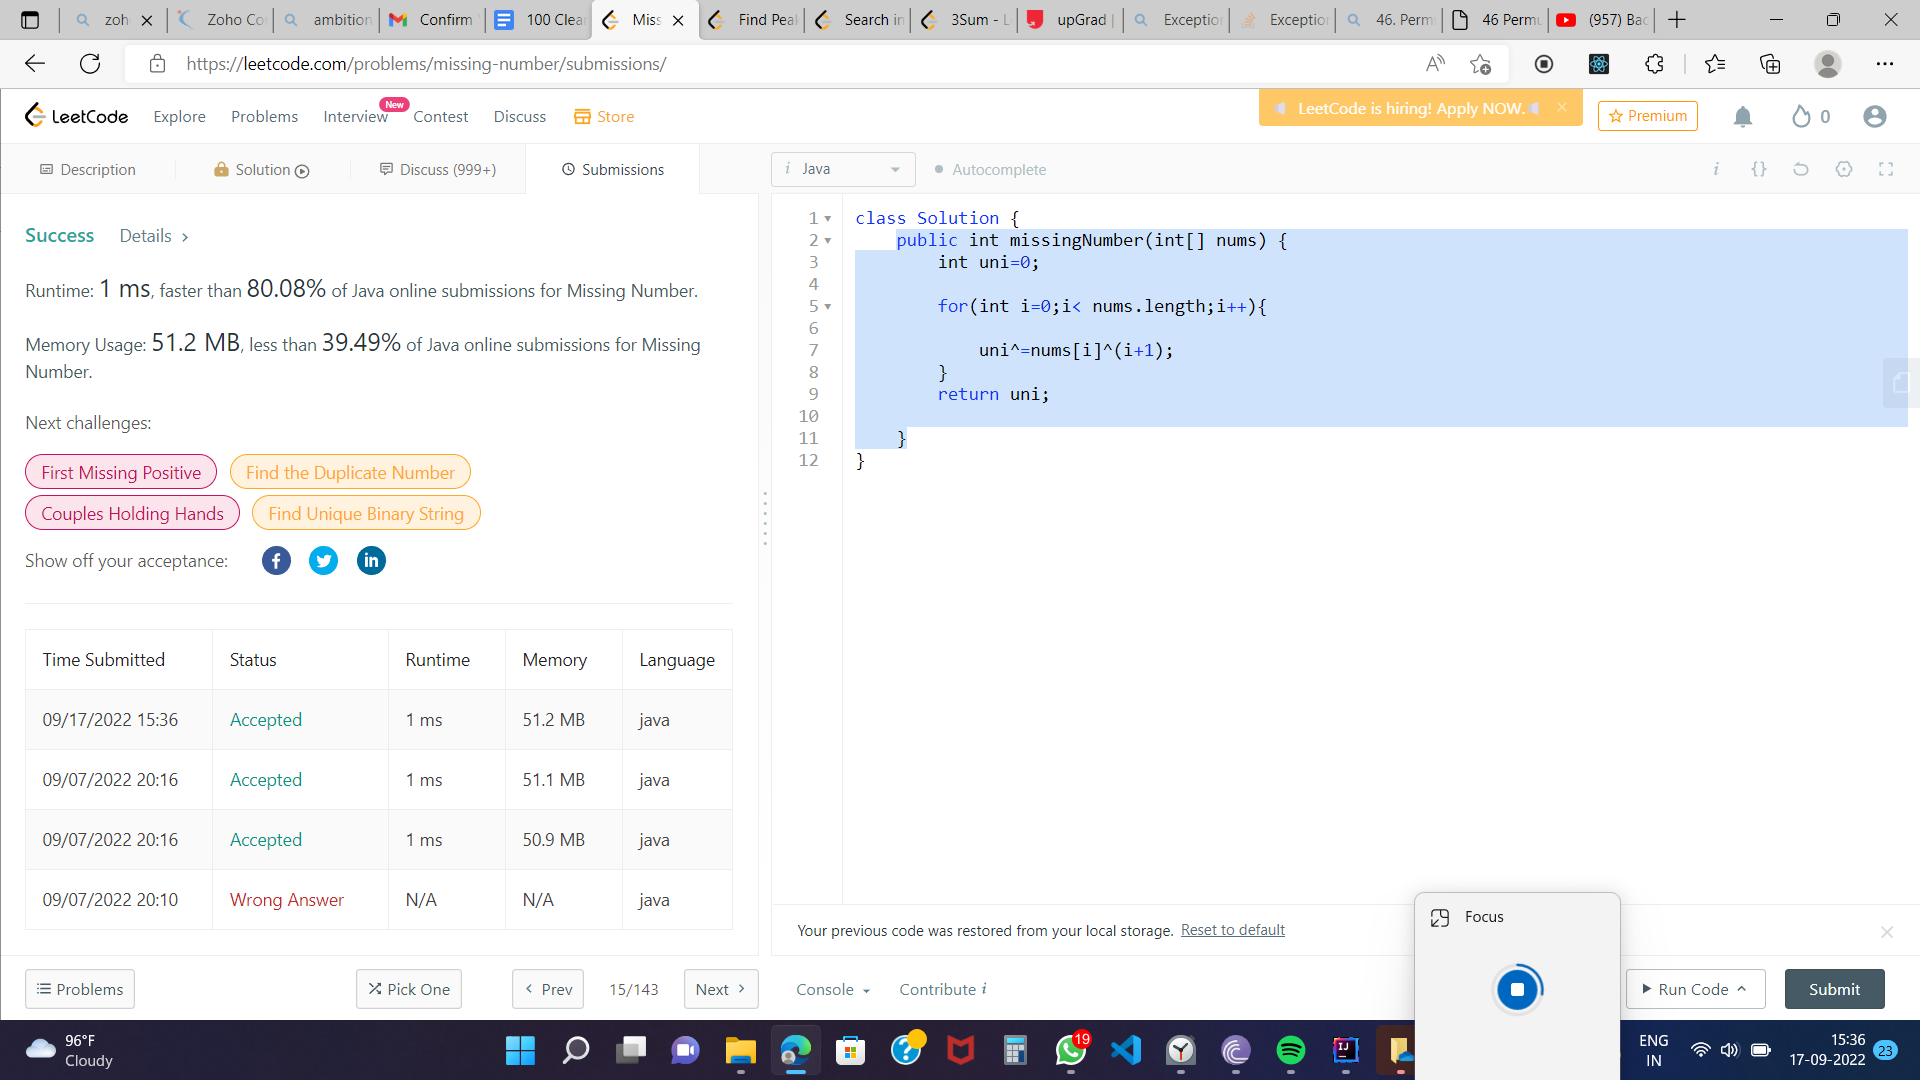 zoh
Zoho Co
ambition
Confirm
100 Clea
Miss
Find Peak
Search in
3Sum - L
upGrad |
Exception
Exception
46. Perm
46 Permu
(957) Bac
https://leetcode.com/problems/missing-number/submissions/
LeetCode
Explore
Problems
Interview
New
Contest
Discuss
Store
LeetCode is hiring! Apply NOW.
Premium
0
Description
Solution
Discuss (999+)
Submissions
i Java
Autocomplete
Success
Details >
Runtime: 1 ms, faster than 80.08% of Java online submissions for Missing Number.
Memory Usage: 51.2 MB, less than 39.49% of Java online submissions for Missing
Number.
Next challenges:
First Missing Positive
Find the Duplicate Number
Couples Holding Hands
Find Unique Binary String
Show off your acceptance:
Time Submitted Status Runtime Memory Language
09/17/2022 15:36 Accepted 1 ms 51.2 MB java
09/07/2022 20:16 Accepted 1 ms 51.1 MB java
09/07/2022 20:16 Accepted 1 ms 50.9 MB java
09/07/2022 20:10 Wrong Answer N/A N/A java
1 class Solution {
2 public int missingNumber(int[] nums) {
3 int uni=0;
4
5 for(int i=0;i< nums.length;i++){
6
7 uni^=nums[i]^(i+1);
8 }
9 return uni;
10
11 }
12 }
Your previous code was restored from your local storage. Reset to default
Focus
Problems
Pick One
< Prev
15/143
Next >
Console
Contribute i
Run Code
Submit
96°F
Cloudy
19
ENG
IN
15:36
17-09-2022
23